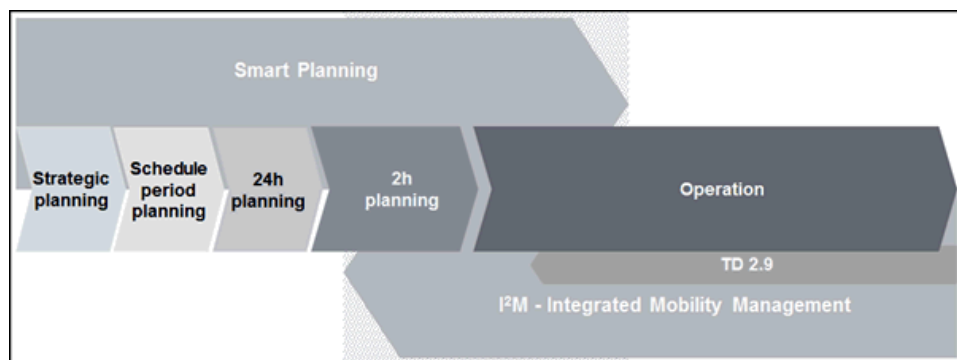 Smart Planning
Strategic
planning
Schedule
period
planning
24h
planning
2h
planning
Operation
TD 2.9
I²M - Integrated Mobility Management